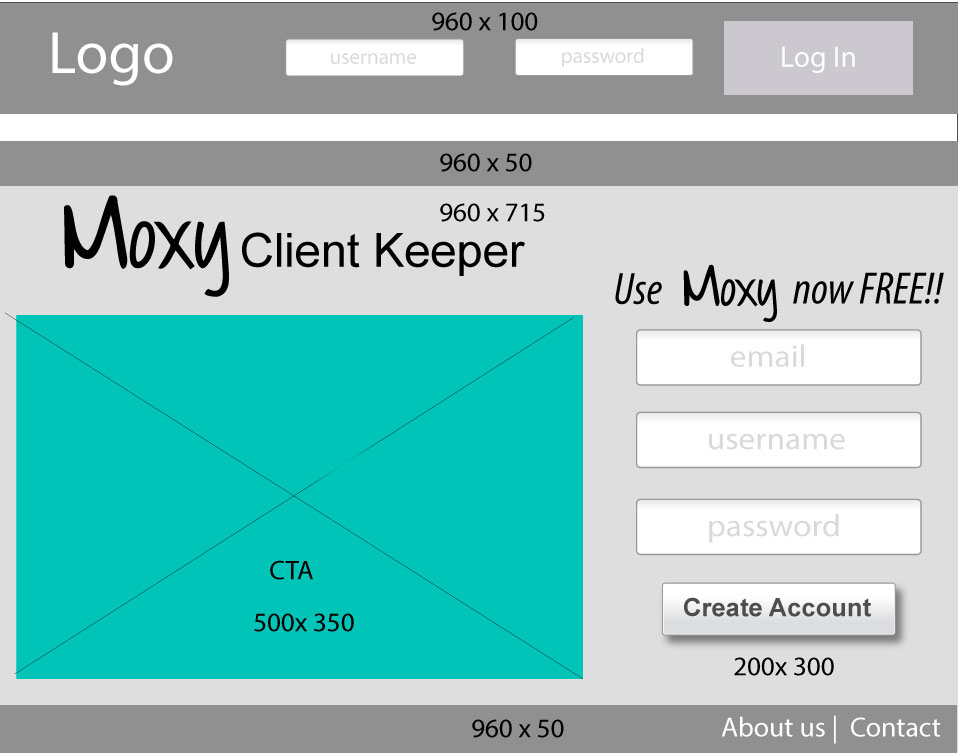 960 x 100
Logo username password Log In
960 x 50
960 x 715
Moxy Client Keeper
Use Moxy now FREE!!
email
username
password
CTA
500x 350
Create Account
200x 300
960 x 50
About us | Contact